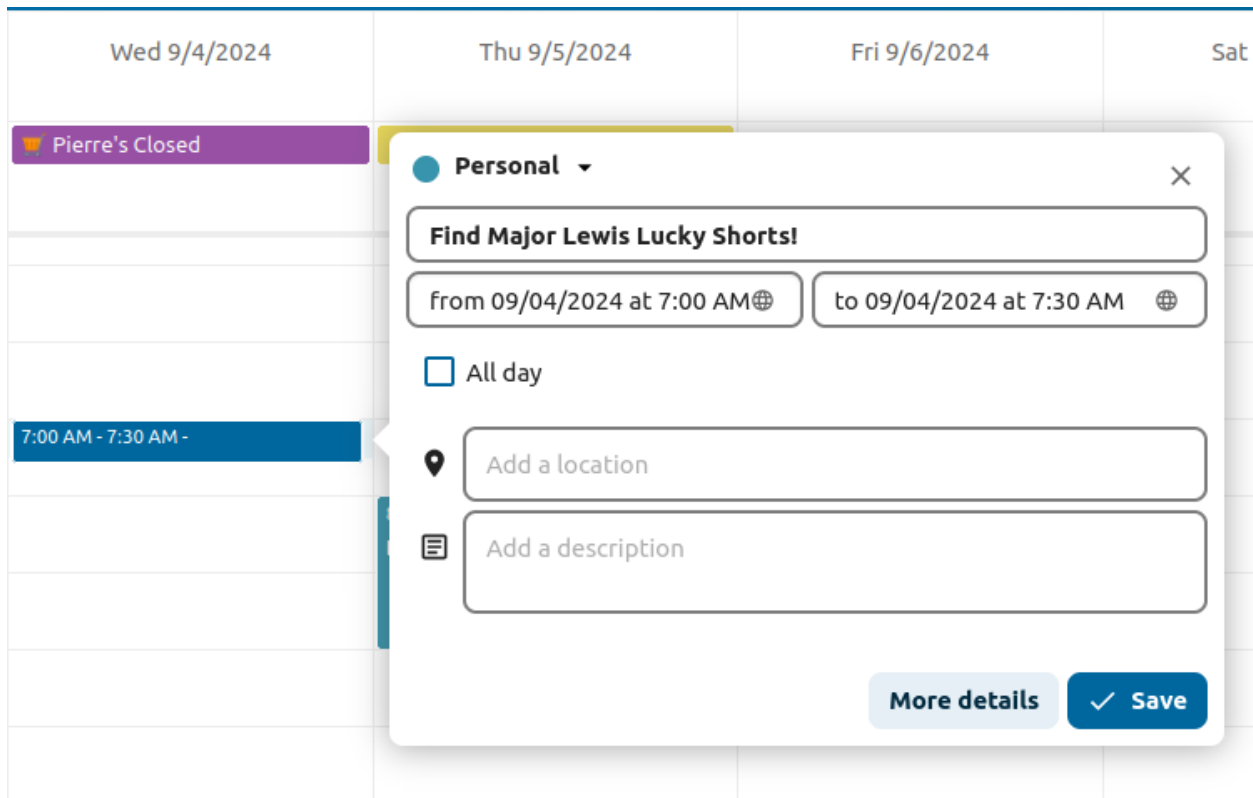 Wed 9/4/2024 Thu 9/5/2024 Fri 9/6/2024 Sat
Pierre's Closed
Personal
Find Major Lewis Lucky Shorts!
from 09/04/2024 at 7:00 AM to 09/04/2024 at 7:30 AM
All day
7:00 AM - 7:30 AM -
Add a location
Add a description
More details Save